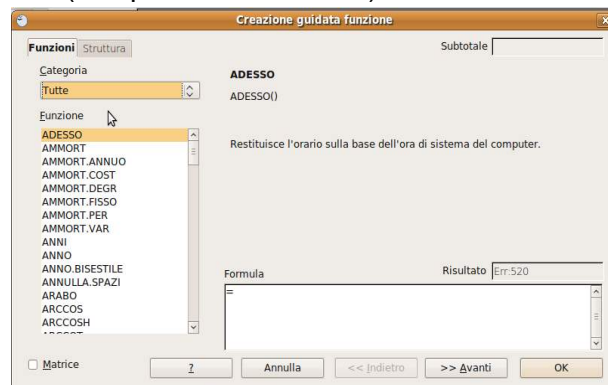 Creazione guidata funzione
Funzioni Struttura
Subtotale
Categoria
Tutte
Funzione
ADESSO
AMMORT
AMMORT.ANNUO
AMMORT.COST
AMMORT.DEGR
AMMORT.FISSO
AMMORT.PER
AMMORT.VAR
ANNI
ANNO
ANNO.BISESTILE
ANNULLA.SPAZI
ARABO
ARCCOS
ARCCOSH
ADESSO
ADESSO()
Restituisce l'orario sulla base dell'ora di sistema del computer.
Formula
Risultato Err:520
=
Matrice
?
Annulla
<< Indietro
>> Avanti
OK